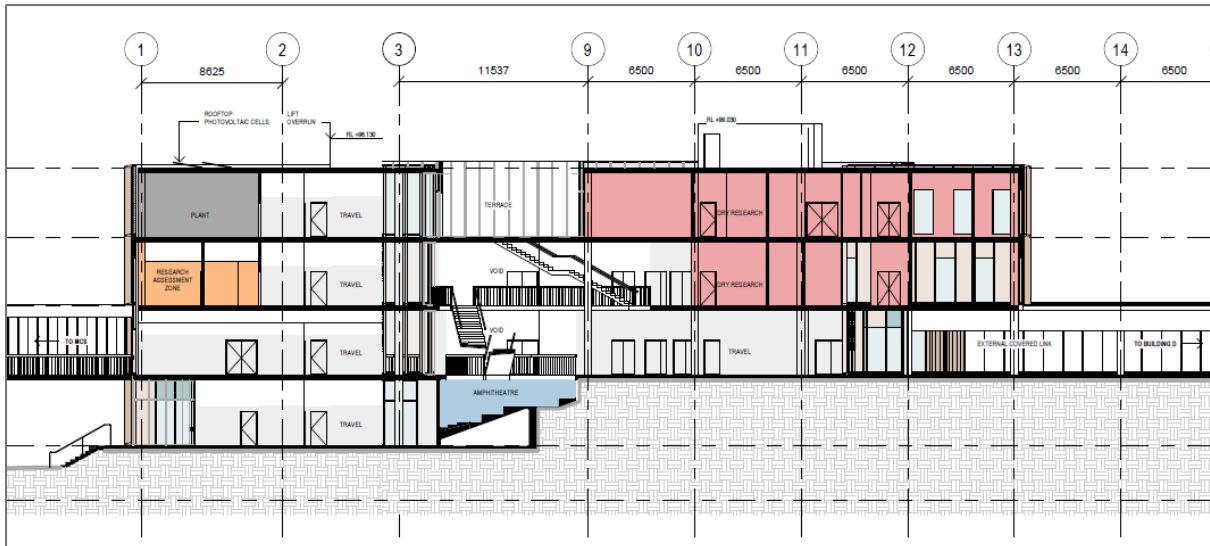 1 2 3 9 10 11 12 13 14
8625 11537 6500 6500 6500 6500 6500 6500
ROOFTOP
PHOTOVOLTAIC CELLS
LIFT
OVERRUN
RL +98.130
RL +99.030
PLANT
TRAVEL
TERRACE
DRY RESEARCH
RESEARCH
ASSESSMENT
ZONE
TRAVEL
VOID
DRY RESEARCH
TO MCS
TRAVEL
VOID
TRAVEL
EXTERNAL COVERED LINK
TO BUILDING D
TRAVEL
AMPHITHEATRE